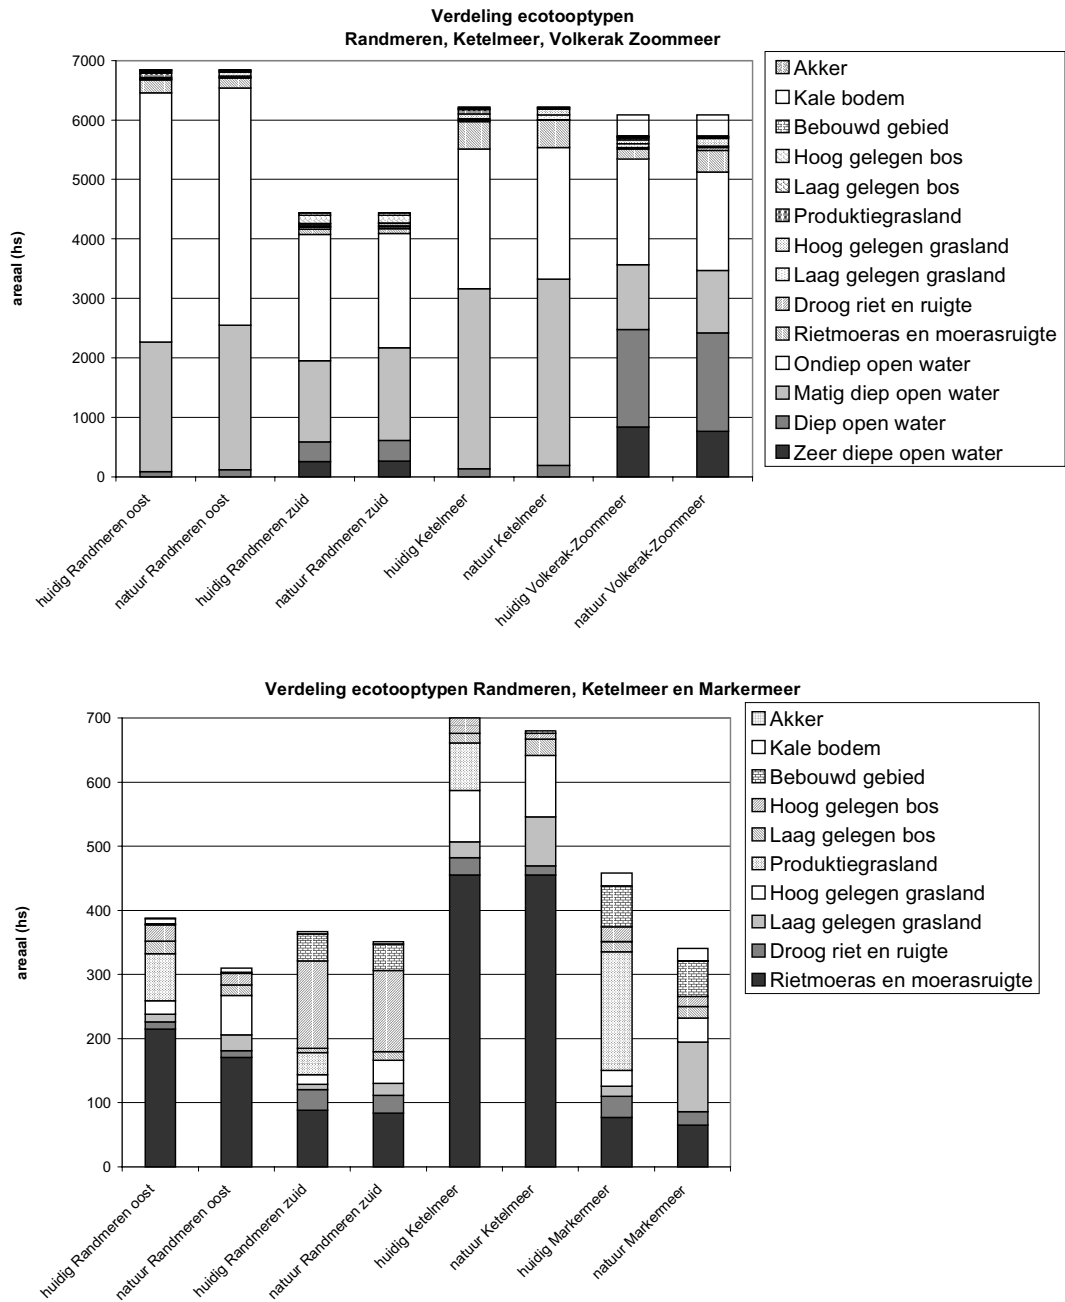 Verdeling ecotooptypen
Randmeren, Ketelmeer, Volkerak Zoommeer
areaal (hs)
7000
6000
5000
4000
3000
2000
1000
0
huidig Randmeren oost
natuur Randmeren oost
huidig Randmeren zuid
natuur Randmeren zuid
huidig Ketelmeer
natuur Ketelmeer
huidig Volkerak-Zoommeer
natuur Volkerak-Zoommeer
Akker
Kale bodem
Bebouwd gebied
Hoog gelegen bos
Laag gelegen bos
Produktiegrasland
Hoog gelegen grasland
Laag gelegen grasland
Droog riet en ruigte
Rietmoeras en moerasruigte
Ondiep open water
Matig diep open water
Diep open water
Zeer diepe open water
Verdeling ecotooptypen Randmeren, Ketelmeer en Markermeer
areaal (hs)
700
600
500
400
300
200
100
0
huidig Randmeren oost
natuur Randmeren oost
huidig Randmeren zuid
natuur Randmeren zuid
huidig Ketelmeer
natuur Ketelmeer
huidig Markermeer
natuur Markermeer
Akker
Kale bodem
Bebouwd gebied
Hoog gelegen bos
Laag gelegen bos
Produktiegrasland
Hoog gelegen grasland
Laag gelegen grasland
Droog riet en ruigte
Rietmoeras en moerasruigte